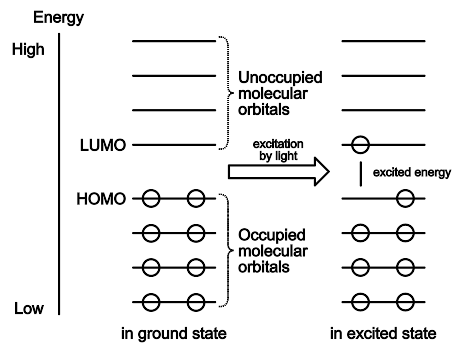 Energy
High
Unoccupied
molecular
orbitals
LUMO
excitation
by light
excited energy
HOMO
Occupied
molecular
orbitals
Low
in ground state
in excited state